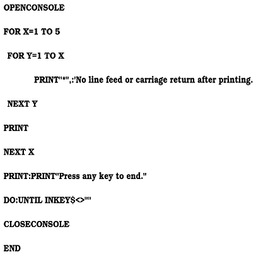 OPENCONSOLE
FOR X=1 TO 5
FOR Y=1 TO X
PRINT"*",:'No line feed or carriage return after printing.
NEXT Y
PRINT
NEXT X
PRINT:PRINT"Press any key to end."
DO:UNTIL INKEY$<>""
CLOSECONSOLE
END